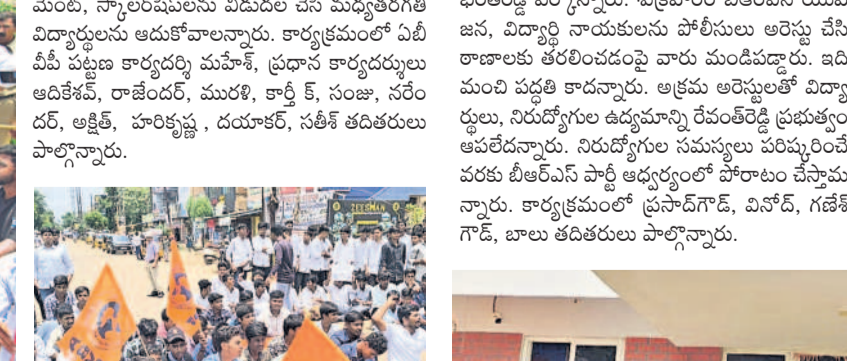 మెంట్, స్కాలర్‌షిప్‌లను విడుదల చేసి మధ్యతరగతి
విద్యార్థులను ఆదుకోవాలన్నారు. కార్యక్రమంలో ఏబీ
వీపీ పట్టణ కార్యదర్శి మహేశ్, ప్రధాన కార్యదర్శులు
ఆదికేశవ్, రాజేందర్, మురళి, కార్తీ క్, సంజు, నరేం
దర్, అక్షిత్, హరికృష్ణ , దయాకర్, సతీశ్ తదితరులు
పాల్గొన్నారు.
ZEESMAN
జన, విద్యార్థి నాయకులను పోలీసులు అరెస్టు చేసి
ఠాణాలకు తరలించడంపై వారు మండిపడ్డారు. ఇది
మంచి పద్ధతి కాదన్నారు. అక్రమ అరెస్టులతో విద్యా
ర్థులు, నిరుద్యోగుల ఉద్యమాన్ని రేవంత్‌రెడ్డి ప్రభుత్వం
ఆపలేదన్నారు. నిరుద్యోగుల సమస్యలు పరిష్కరించే
వరకు బీఆర్ఎస్ పార్టీ ఆధ్వర్యంలో పోరాటం చేస్తామ
న్నారు. కార్యక్రమంలో ప్రసాద్‌గౌడ్, వినోద్, గణేశ్
గౌడ్, బాలు తదితరులు పాల్గొన్నారు.